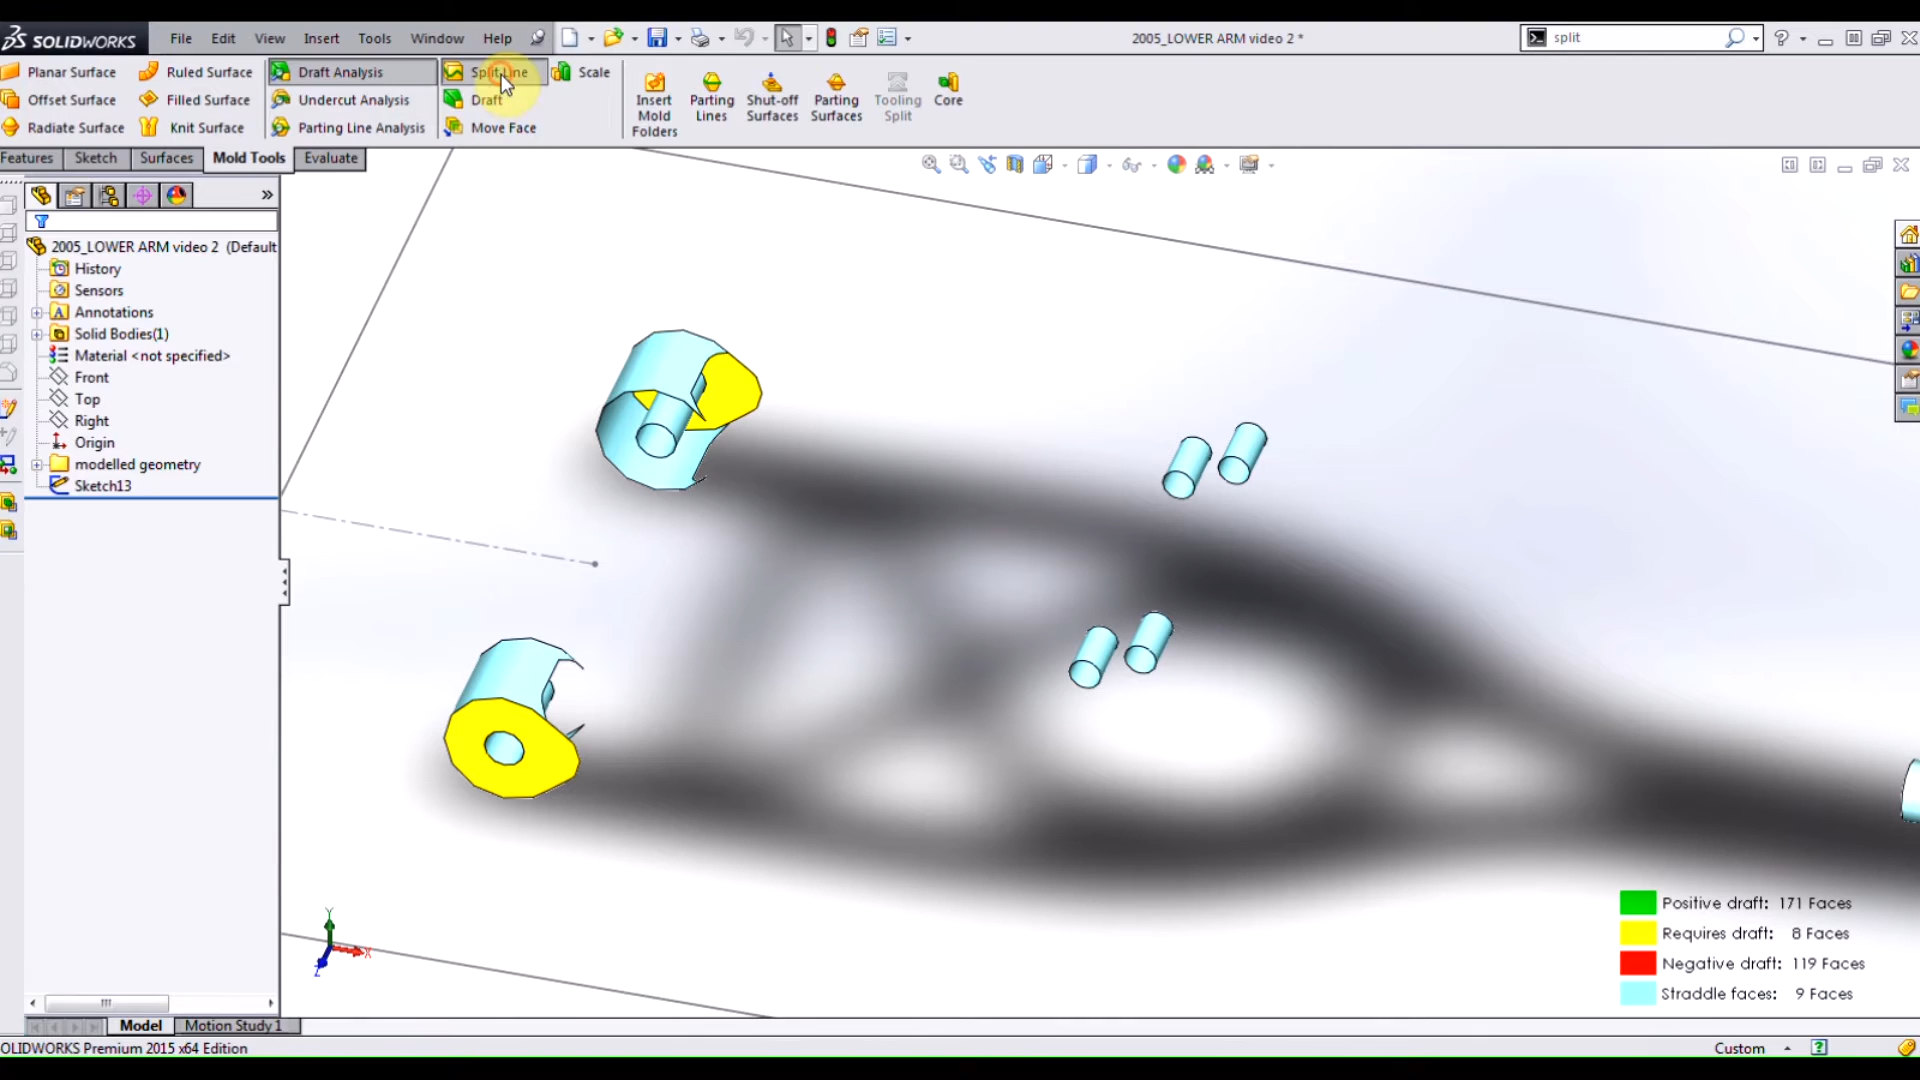 SOLIDWORKS File Edit View Insert Tools Window Help 2005_LOWER ARM video 2 * split
Planar Surface Ruled Surface Draft Analysis Split Line Scale
Offset Surface Filled Surface Undercut Analysis Draft
Radiate Surface Knit Surface Parting Line Analysis Move Face
Insert Mold Folders
Parting Lines
Shut-off Surfaces
Parting Surfaces
Tooling Split
Core
Features Sketch Surfaces Mold Tools Evaluate
2005_LOWER ARM video 2 (Default
History
Sensors
Annotations
Solid Bodies(1)
Material <not specified>
Front
Top
Right
Origin
modelled geometry
Sketch13
Y
X
Z
Positive draft: 171 Faces
Requires draft: 8 Faces
Negative draft: 119 Faces
Straddle faces: 9 Faces
Model Motion Study 1
OLIDWORKS Premium 2015 x64 Edition Custom